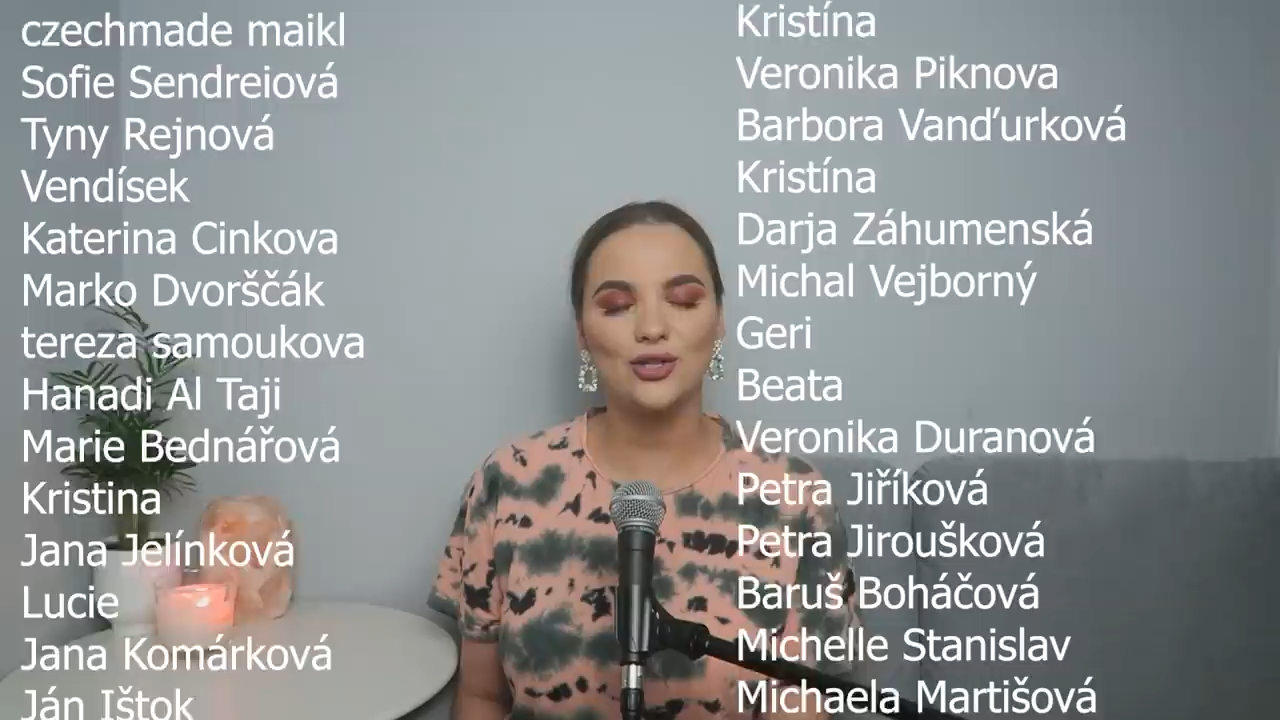 czechmade maikl
Sofie Sendreiová
Tyny Rejnová
Vendísek
Katerina Cinkova
Marko Dvorščák
tereza samoukova
Hanadi Al Taji
Marie Bednářová
Kristina
Jana Jelínková
Lucie
Jana Komárková
Ján Ištok
Kristína
Veronika Piknova
Barbora Vanďurková
Kristína
Darja Záhumenská
Michal Vejborný
Geri
Beata
Veronika Duranová
Petra Jiříková
Petra Jiroušková
Baruš Boháčová
Michelle Stanislav
Michaela Martišová